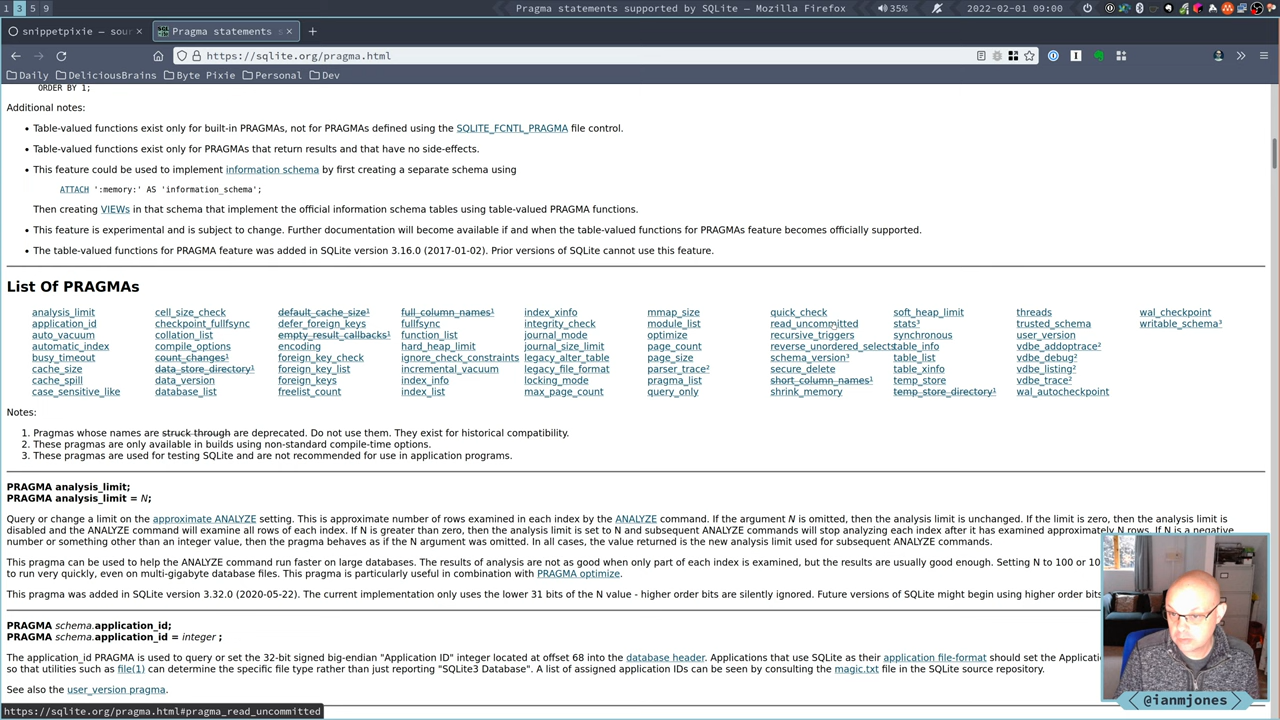 1 3 5 9
Pragma statements supported by SQLite — Mozilla Firefox
35%
2022-02-01 09:00
snippetpixie — sour
Pragma statements s
https://sqlite.org/pragma.html
Daily DeliciousBrains Byte Pixie Personal Dev
ORDER BY 1;
Additional notes:
• Table-valued functions exist only for built-in PRAGMAs, not for PRAGMAs defined using the SQLITE_FCNTL_PRAGMA file control.
• Table-valued functions exist only for PRAGMAs that return results and that have no side-effects.
• This feature could be used to implement information schema by first creating a separate schema using
ATTACH ':memory:' AS 'information_schema';
Then creating VIEWs in that schema that implement the official information schema tables using table-valued PRAGMA functions.
• This feature is experimental and is subject to change. Further documentation will become available if and when the table-valued functions for PRAGMAs feature becomes officially supported.
• The table-valued functions for PRAGMA feature was added in SQLite version 3.16.0 (2017-01-02). Prior versions of SQLite cannot use this feature.
List Of PRAGMAs
analysis_limit cell_size_check default_cache_size¹ full_column_names¹ index_xinfo mmap_size quick_check soft_heap_limit threads wal_checkpoint
application_id checkpoint_fullfsync defer_foreign_keys fullfsync integrity_check module_list read_uncommitted stats³ trusted_schema writable_schema³
auto_vacuum collation_list empty_result_callbacks¹ function_list journal_mode optimize recursive_triggers synchronous user_version
automatic_index compile_options encoding hard_heap_limit journal_size_limit page_count reverse_unordered_selects table_info vdbe_addoptrace²
busy_timeout count_changes¹ foreign_key_check ignore_check_constraints legacy_alter_table page_size schema_version³ table_list vdbe_debug²
cache_size data_store_directory¹ foreign_key_list incremental_vacuum legacy_file_format parser_trace² secure_delete table_xinfo vdbe_listing²
cache_spill data_version foreign_keys index_info locking_mode pragma_list short_column_names¹ temp_store vdbe_trace²
case_sensitive_like database_list freelist_count index_list max_page_count query_only shrink_memory temp_store_directory¹ wal_autocheckpoint
Notes:
1. Pragmas whose names are struck through are deprecated. Do not use them. They exist for historical compatibility.
2. These pragmas are only available in builds using non-standard compile-time options.
3. These pragmas are used for testing SQLite and are not recommended for use in application programs.
PRAGMA analysis_limit;
PRAGMA analysis_limit = N;
Query or change a limit on the approximate ANALYZE setting. This is approximate number of rows examined in each index by the ANALYZE command. If the argument N is omitted, then the analysis limit is unchanged. If the limit is zero, then the analysis limit is
disabled and the ANALYZE command will examine all rows of each index. If N is greater than zero, then the analysis limit is set to N and subsequent ANALYZE commands will stop analyzing each index after it has examined approximately N rows. If N is a negative
number or something other than an integer value, then the pragma behaves as if the N argument was omitted. In all cases, the value returned is the new analysis limit used for subsequent ANALYZE commands.
This pragma can be used to help the ANALYZE command run faster on large databases. The results of analysis are not as good when only part of each index is examined, but the results are usually good enough. Setting N to 100 or 10
to run very quickly, even on multi-gigabyte database files. This pragma is particularly useful in combination with PRAGMA optimize.
This pragma was added in SQLite version 3.32.0 (2020-05-22). The current implementation only uses the lower 31 bits of the N value - higher order bits are silently ignored. Future versions of SQLite might begin using higher order bits
PRAGMA schema.application_id;
PRAGMA schema.application_id = integer ;
The application_id PRAGMA is used to query or set the 32-bit signed big-endian "Application ID" integer located at offset 68 into the database header. Applications that use SQLite as their application file-format should set the Applicati
so that utilities such as file(1) can determine the specific file type rather than just reporting "SQLite3 Database". A list of assigned application IDs can be seen by consulting the magic.txt file in the SQLite source repository.
See also the user_version pragma.
https://sqlite.org/pragma.html#pragma_read_uncommitted
@ianmjones